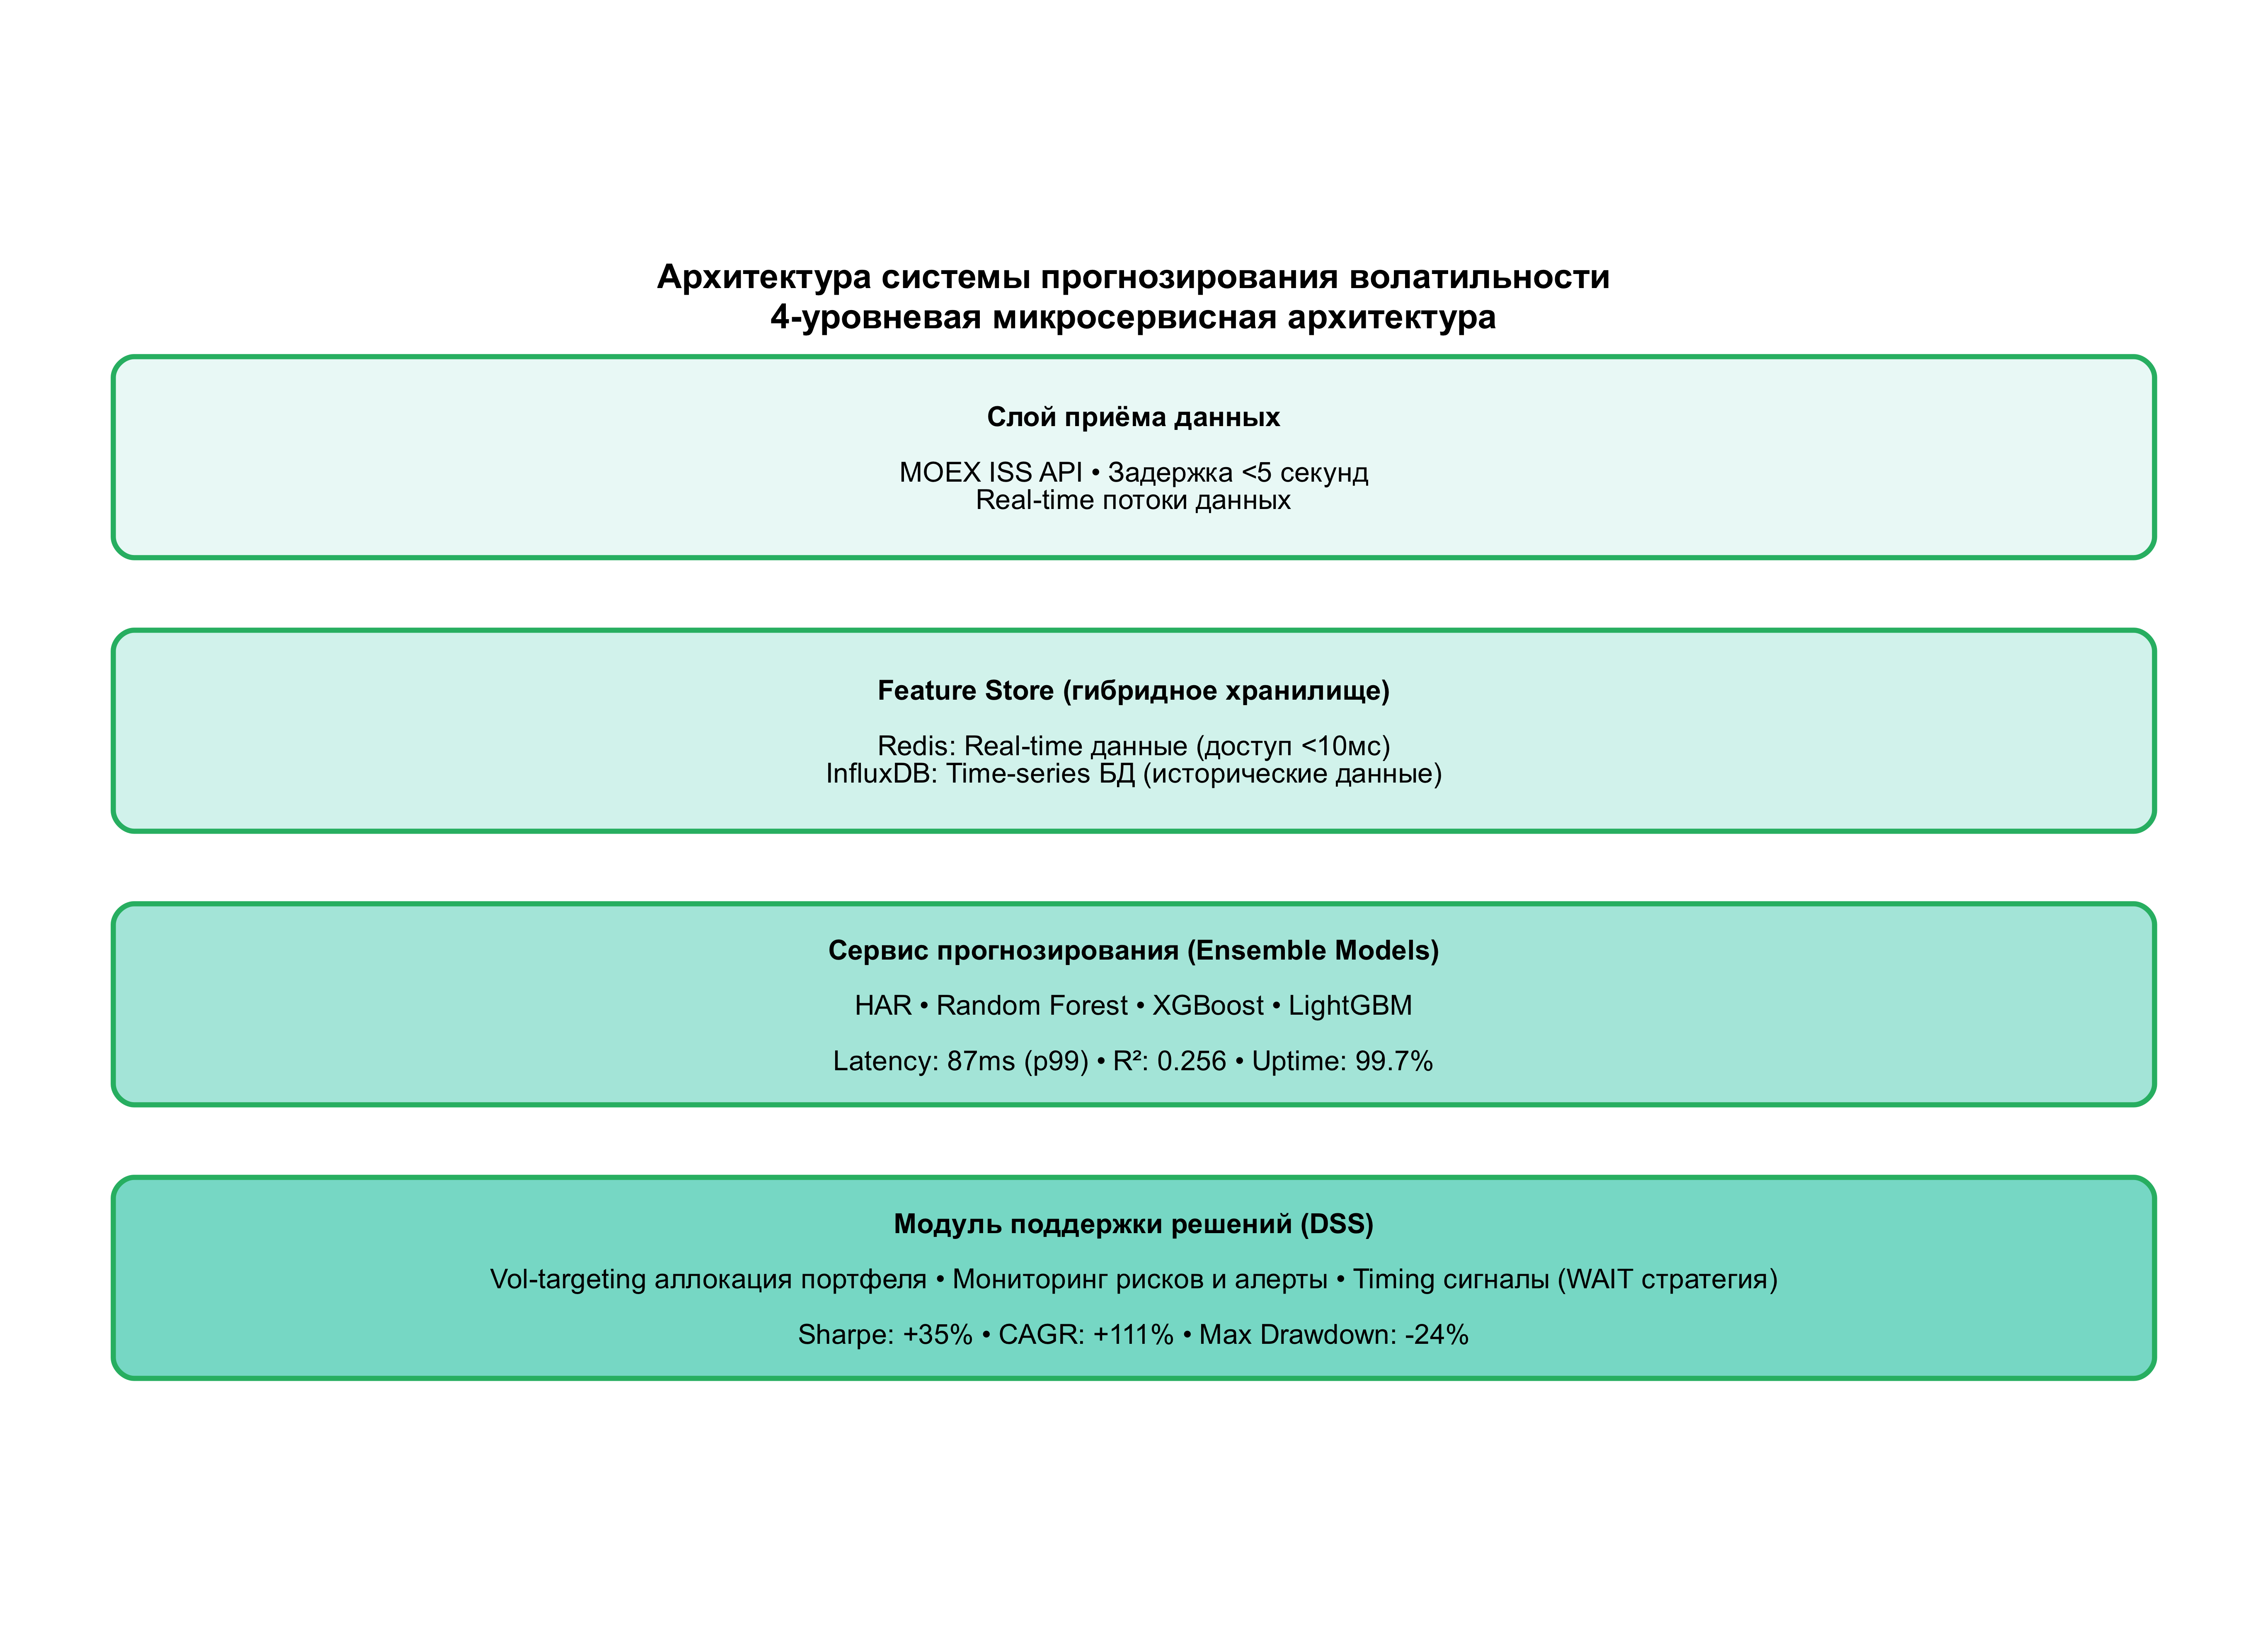 Архитектура системы прогнозирования волатильности
4-уровневая микросервисная архитектура
Слой приёма данных
MOEX ISS API • Задержка <5 секунд
Real-time потоки данных
Feature Store (гибридное хранилище)
Redis: Real-time данные (доступ <10мс)
InfluxDB: Time-series БД (исторические данные)
Сервис прогнозирования (Ensemble Models)
HAR • Random Forest • XGBoost • LightGBM
Latency: 87ms (p99) • R²: 0.256 • Uptime: 99.7%
Модуль поддержки решений (DSS)
Vol-targeting аллокация портфеля • Мониторинг рисков и алерты • Timing сигналы (WAIT стратегия)
Sharpe: +35% • CAGR: +111% • Max Drawdown: -24%